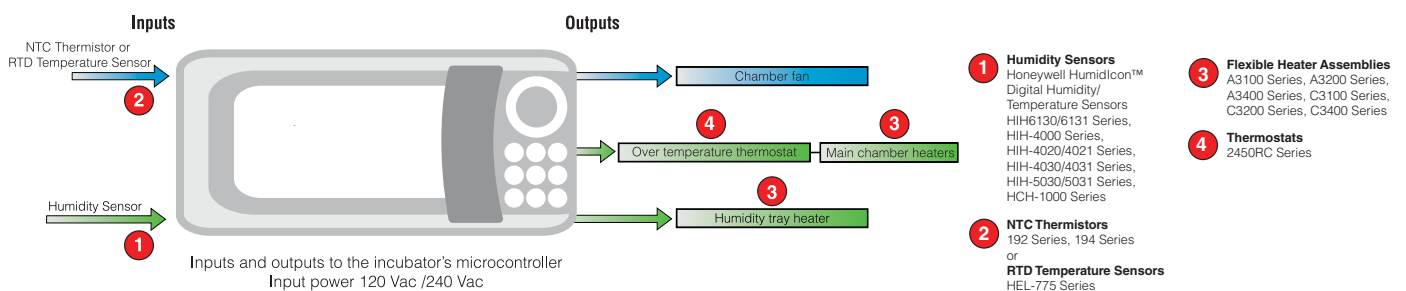 Inputs
Outputs
NTC Thermistor or
RTD Temperature Sensor
2
Humidity Sensor
1
Chamber fan
4
3
Over temperature thermostat
Main chamber heaters
3
Humidity tray heater
Inputs and outputs to the incubator's microcontroller
Input power 120 Vac /240 Vac
1
Humidity Sensors
Honeywell HumidIcon™
Digital Humidity/
Temperature Sensors
HIH6130/6131 Series,
HIH-4000 Series,
HIH-4020/4021 Series,
HIH-4030/4031 Series,
HIH-5030/5031 Series,
HCH-1000 Series
2
NTC Thermistors
192 Series, 194 Series
or
RTD Temperature Sensors
HEL-775 Series
3
Flexible Heater Assemblies
A3100 Series, A3200 Series,
A3400 Series, C3100 Series,
C3200 Series, C3400 Series
4
Thermostats
2450RC Series